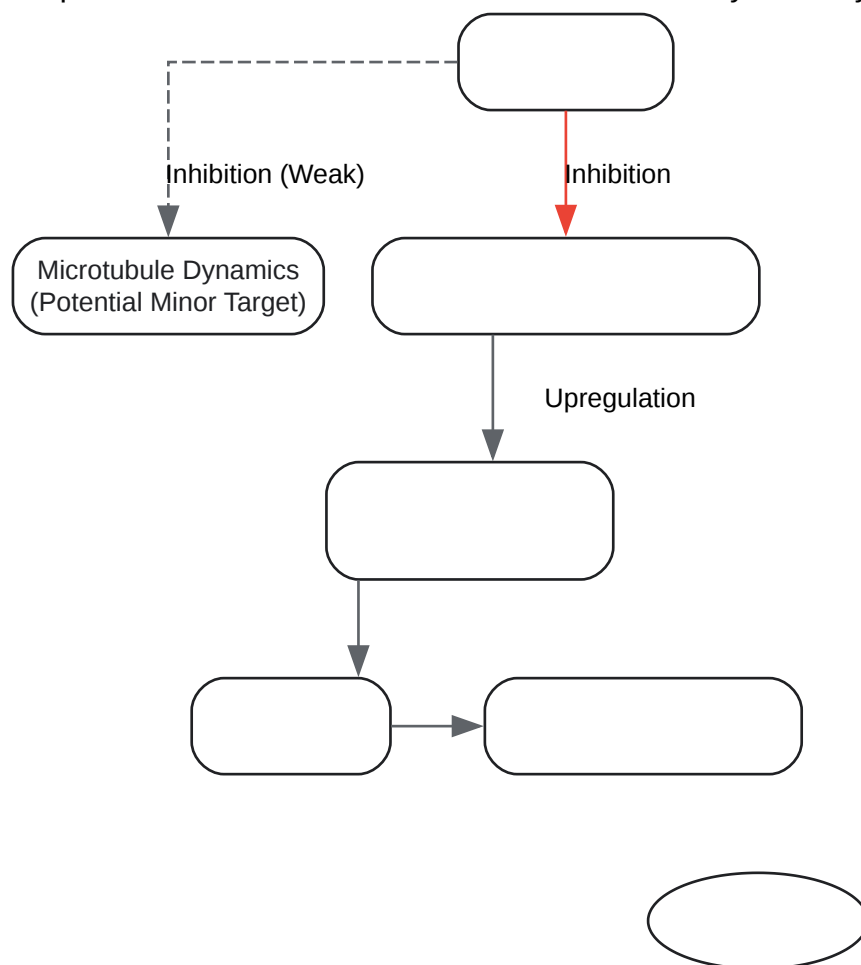 Inhibition (Weak)
Inhibition
Microtubule Dynamics
(Potential Minor Target)
Upregulation